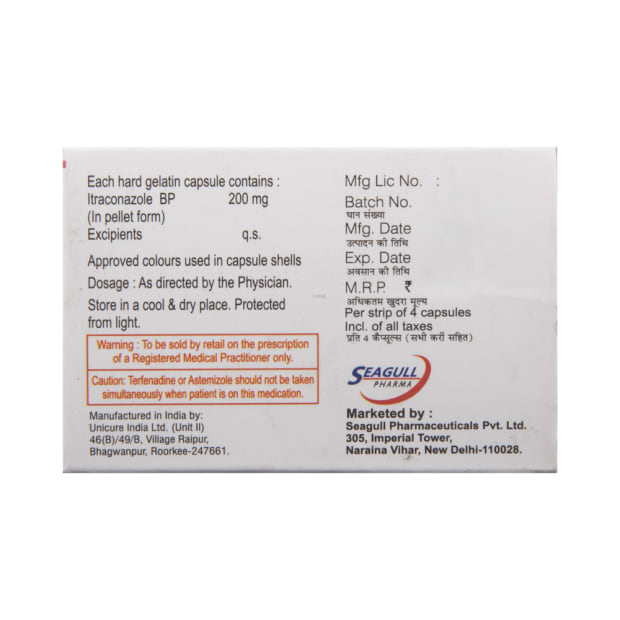 Each hard gelatin capsule contains :
Itraconazole BP 200 mg
(In pellet form)
Excipients q.s.
Approved colours used in capsule shells
Dosage : As directed by the Physician.
Store in a cool & dry place. Protected
from light.
Warning : To be sold by retail on the prescription
of a Registered Medical Practitioner only.
Caution: Terfenadine or Astemizole should not be taken
simultaneously when patient is on this medication.
Manufactured in India by:
Unicure India Ltd. (Unit II)
46(B)/49/B, Village Raipur,
Bhagwanpur, Roorkee-247661.
Mfg Lic No. :
Batch No.
घान संख्या
Mfg. Date
उत्पादन की तिथि
Exp. Date
अवसान की तिथि
M.R.P. ₹
अधिकतम खुदरा मूल्य
Per strip of 4 capsules
Incl. of all taxes
प्रति 4 कैप्सूल्स (सभी करों सहित)
SEAGULL
PHARMA
Marketed by :
Seagull Pharmaceuticals Pvt. Ltd.
305, Imperial Tower,
Naraina Vihar, New Delhi-110028.